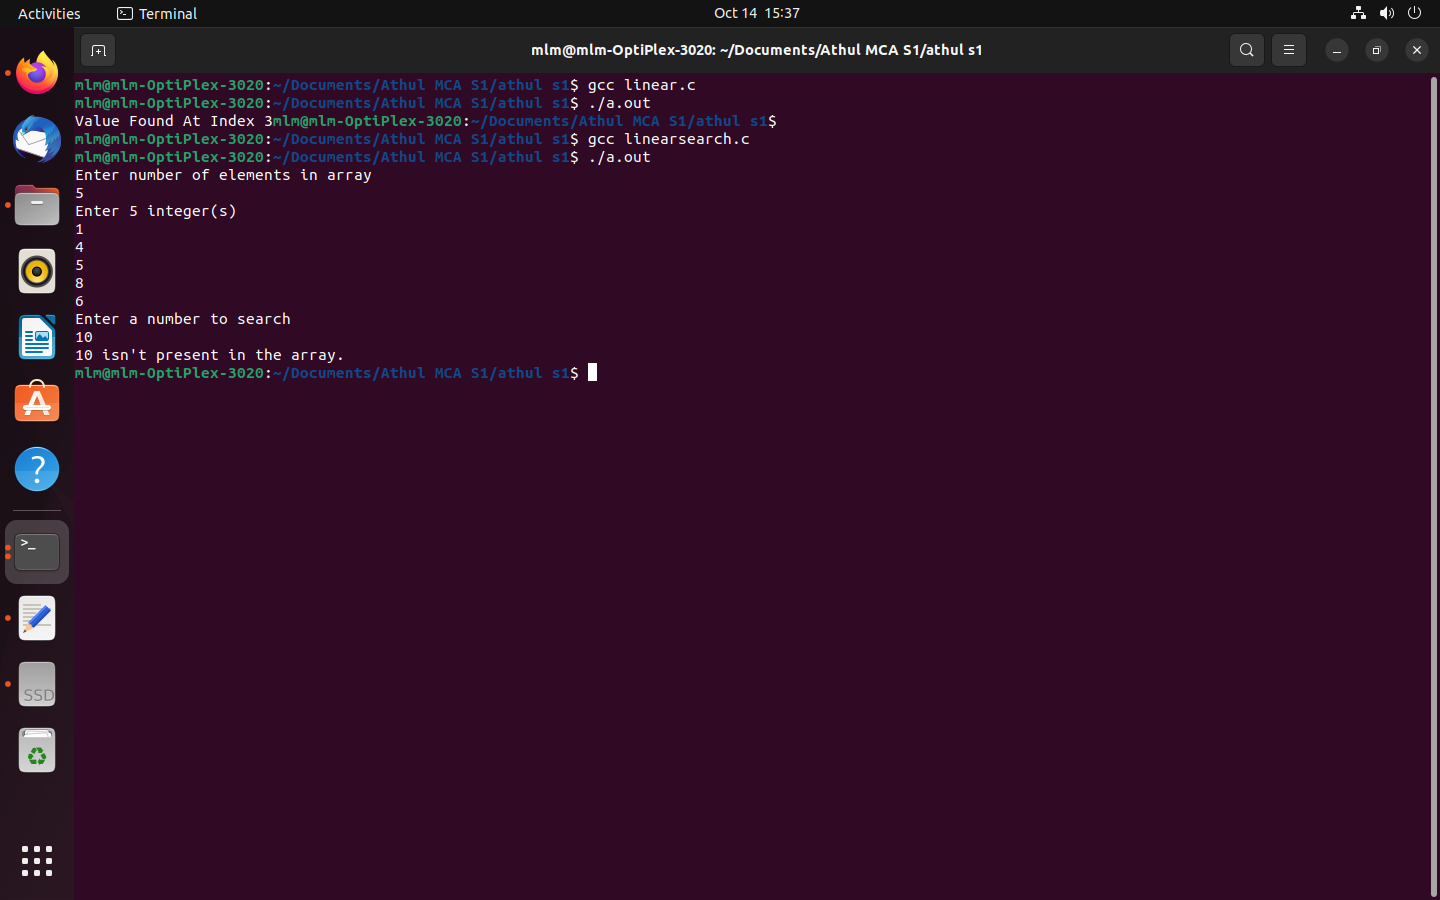 Activities
Terminal
Oct 14 15:37
mlm@mlm-OptiPlex-3020: ~/Documents/Athul MCA S1/athul s1
mlm@mlm-OptiPlex-3020:~/Documents/Athul MCA S1/athul s1$ gcc linear.c
mlm@mlm-OptiPlex-3020:~/Documents/Athul MCA S1/athul s1$ ./a.out
Value Found At Index 3mlm@mlm-OptiPlex-3020:~/Documents/Athul MCA S1/athul s1$
mlm@mlm-OptiPlex-3020:~/Documents/Athul MCA S1/athul s1$ gcc linearsearch.c
mlm@mlm-OptiPlex-3020:~/Documents/Athul MCA S1/athul s1$ ./a.out
Enter number of elements in array
5
Enter 5 integer(s)
1
4
5
8
6
Enter a number to search
10
10 isn't present in the array.
mlm@mlm-OptiPlex-3020:~/Documents/Athul MCA S1/athul s1$
>_
SSD